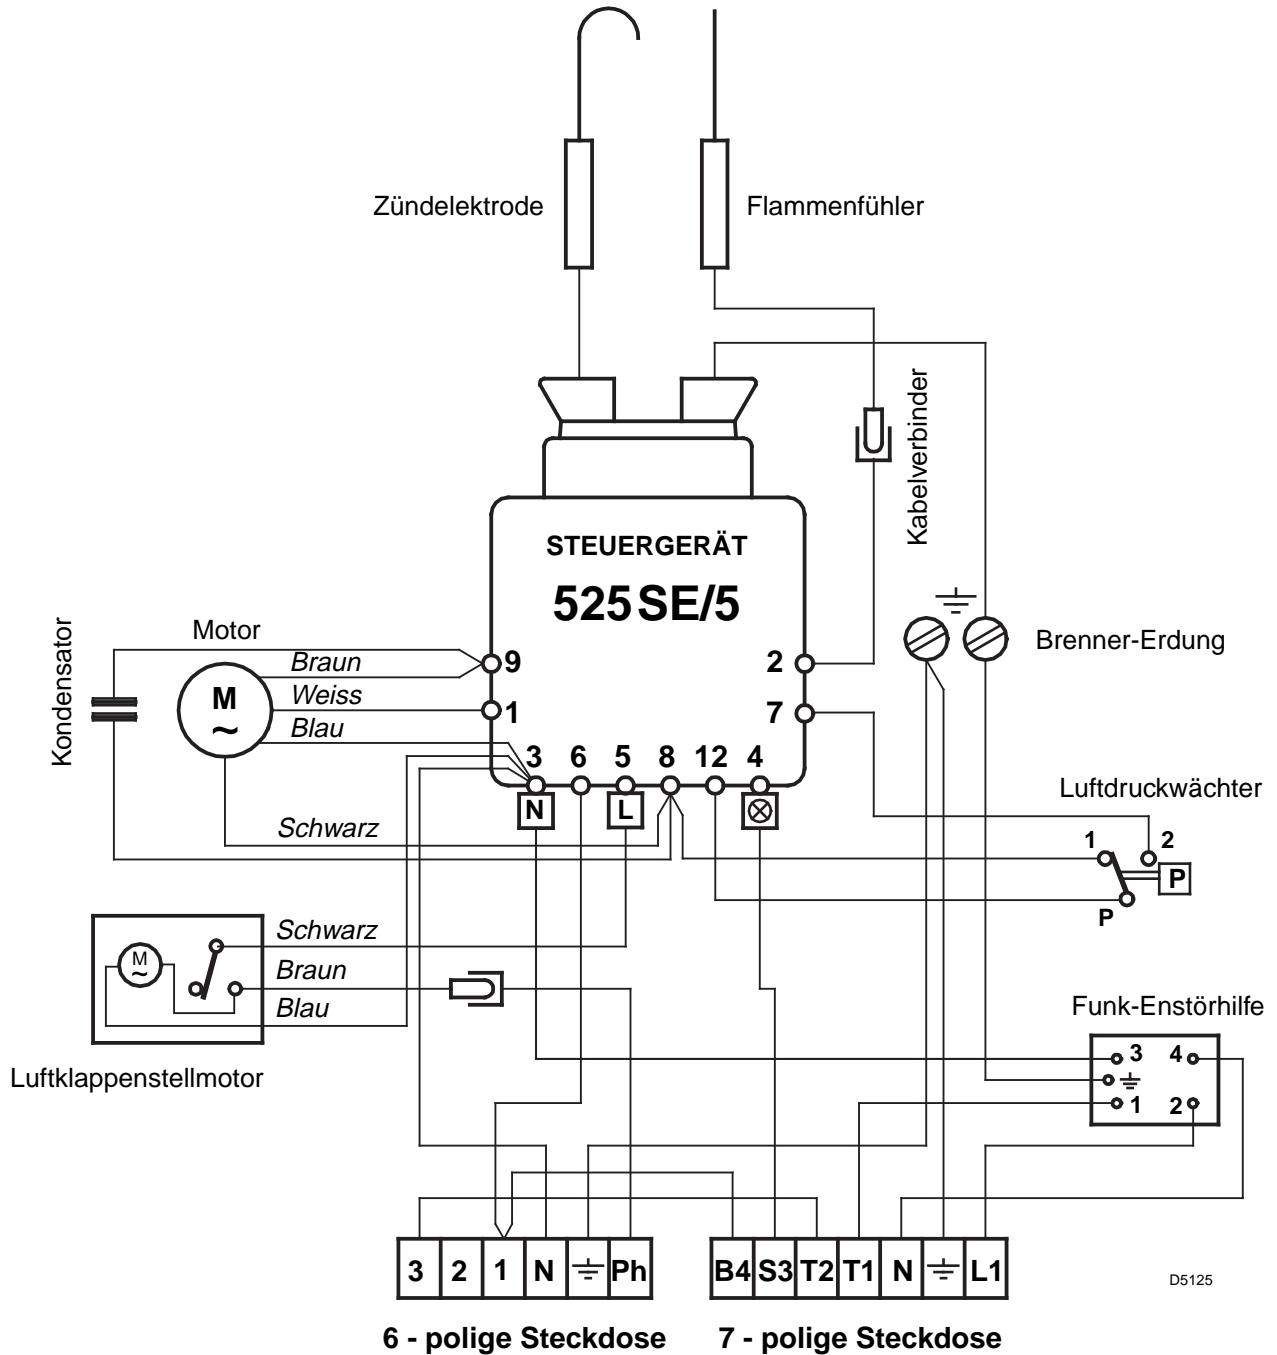 Zündelektrode
Flammenfühler
Kabelverbinder
STEUERGERÄT
525 SE/5
Motor
Kondensator
M
~
Braun
Weiss
Blau
9
1
2
7
3 6 5 8 12 4
N
L
Brenner-Erdung
Luftdruckwächter
1 2
P
P
Schwarz
Schwarz
Braun
Blau
M
~
Luftklappenstellmotor
Funk-Enstörhilfe
3 4
1 2
3 2 1 N Ph
B4 S3 T2 T1 N L1
D5125
6 - polige Steckdose
7 - polige Steckdose